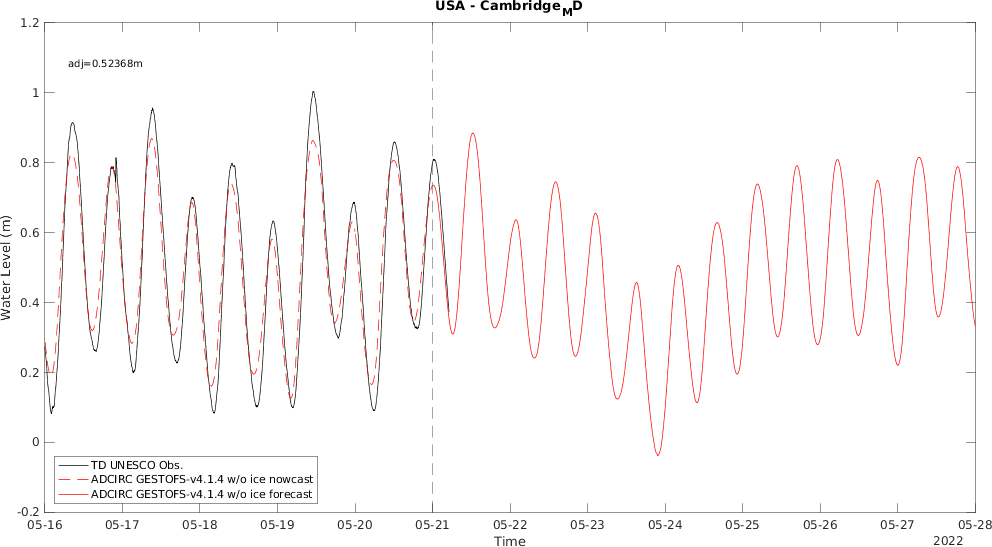 USA - Cambridge_MD
1.2
1
0.8
0.6
0.4
0.2
0
-0.2
Water Level (m)
adj=0.52368m
TD UNESCO Obs.
ADCIRC GESTOFS-v4.1.4 w/o ice nowcast
ADCIRC GESTOFS-v4.1.4 w/o ice forecast
05-16 05-17 05-18 05-19 05-20 05-21 05-22 05-23 05-24 05-25 05-26 05-27 05-28
Time
2022